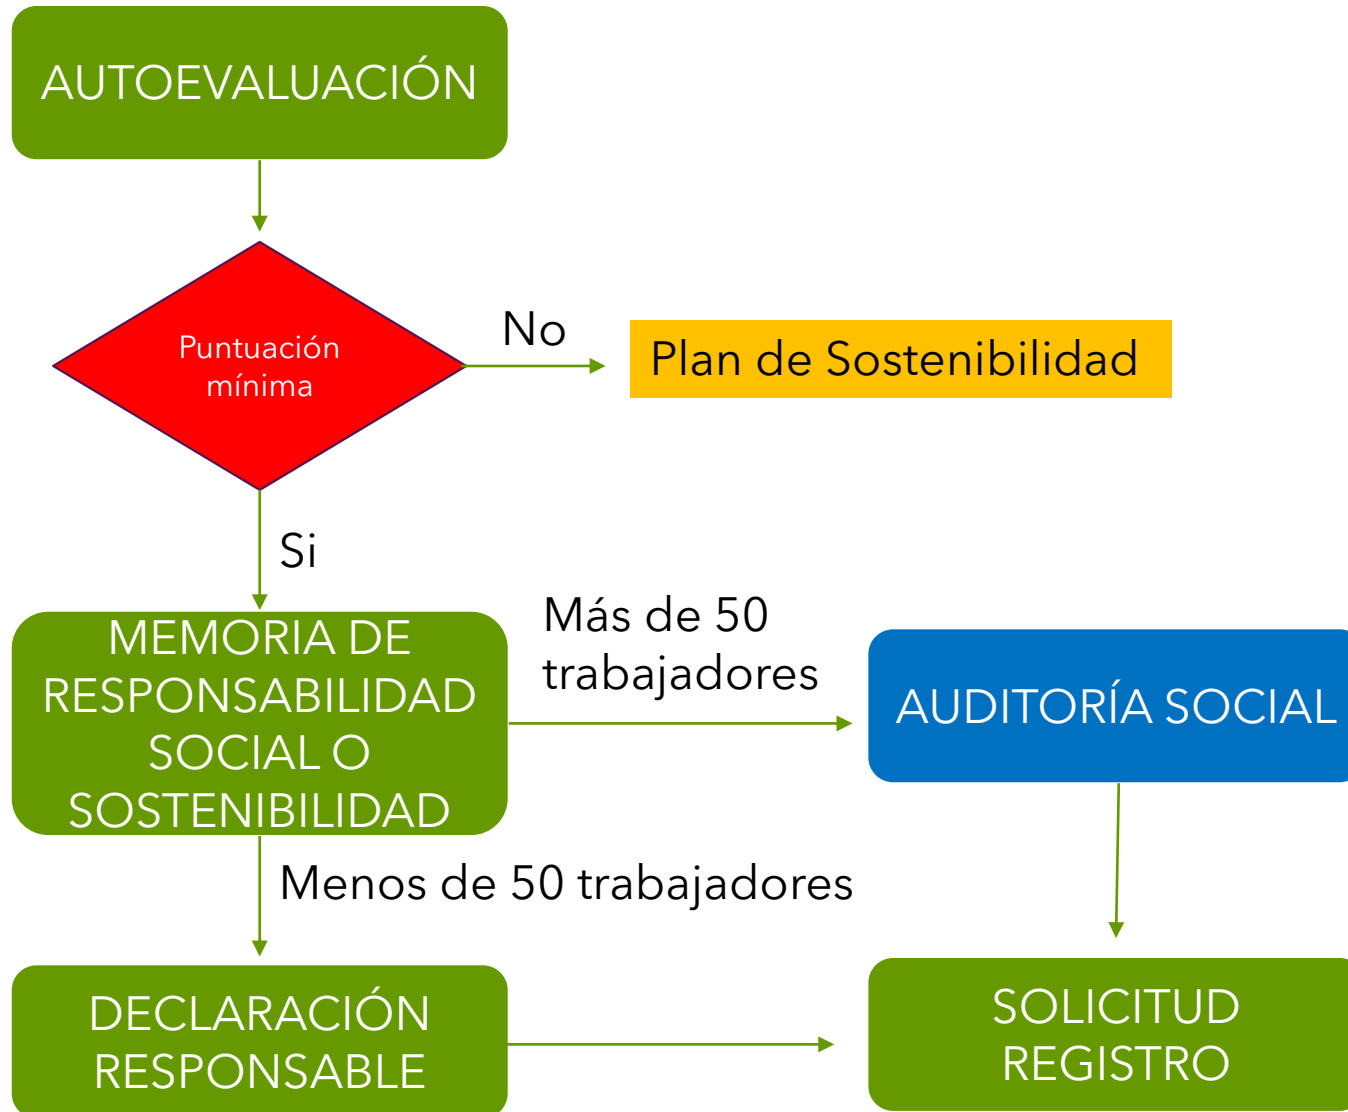 AUTOEVALUACIÓN
Puntuación
mínima
No
Plan de Sostenibilidad
Si
MEMORIA DE
RESPONSABILIDAD
SOCIAL O
SOSTENIBILIDAD
Más de 50
trabajadores
AUDITORÍA SOCIAL
Menos de 50 trabajadores
DECLARACIÓN
RESPONSABLE
SOLICITUD
REGISTRO